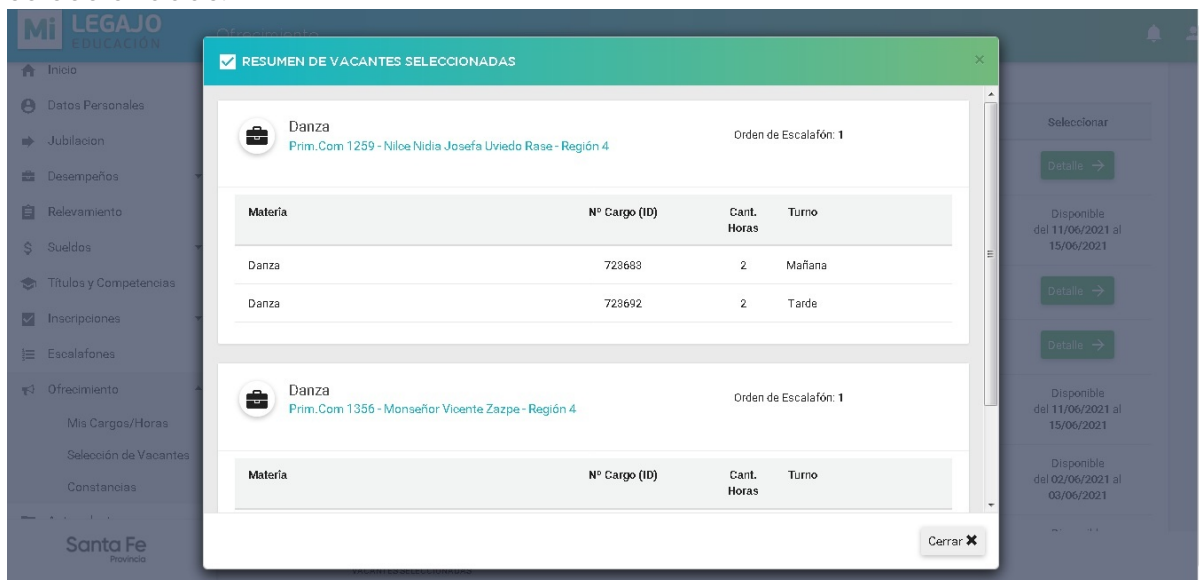 Mi LEGAJO
EDUCACIÓN
Ofrecimiento
Inicio
Datos Personales
Jubilacion
Desempeños
Relevamiento
Sueldos
Títulos y Competencias
Inscripciones
Escalafones
Ofrecimiento
Mis Cargos/Horas
Selección de Vacantes
Constancias
Santa Fe
Provincia
RESUMEN DE VACANTES SELECCIONADAS
Danza
Prim.Com 1259 - Nilce Nidia Josefa Uviedo Rase - Región 4
Orden de Escalafón: 1
Materia Nº Cargo (ID) Cant. Horas Turno
Danza 723683 2 Mañana
Danza 723692 2 Tarde
Danza
Prim.Com 1356 - Monseñor Vicente Zazpe - Región 4
Orden de Escalafón: 1
Materia Nº Cargo (ID) Cant. Horas Turno
Cerrar
Seleccionar
Detalle
Disponible
del 11/06/2021 al
15/06/2021
Detalle
Detalle
Disponible
del 11/06/2021 al
15/06/2021
Disponible
del 02/06/2021 al
03/06/2021